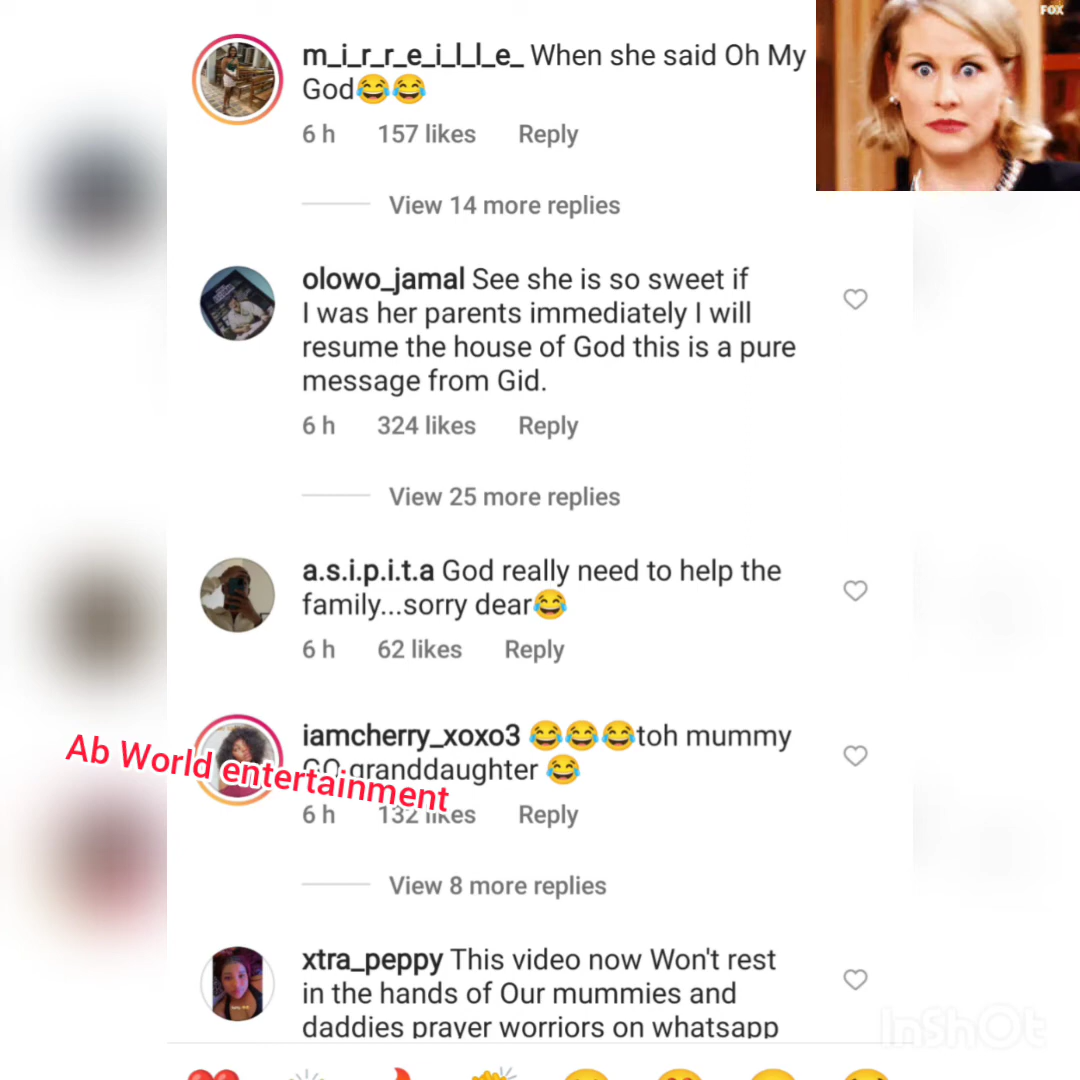 FOX
m_i_r_r_e_i_l_l_e_ When she said Oh My
God😂😂
6 h 157 likes Reply
View 14 more replies
olowo_jamal See she is so sweet if
I was her parents immediately I will
resume the house of God this is a pure
message from Gid.
6 h 324 likes Reply
View 25 more replies
a.s.i.p.i.t.a God really need to help the
family...sorry dear😂
6 h 62 likes Reply
iamcherry_xoxo3 😂😂😂toh mummy
GO granddaughter 😂
Ab World entertainment
6 h 132 likes Reply
View 8 more replies
xtra_peppy This video now Won't rest
in the hands of Our mummies and
daddies prayer worriors on whatsapp
InShOt